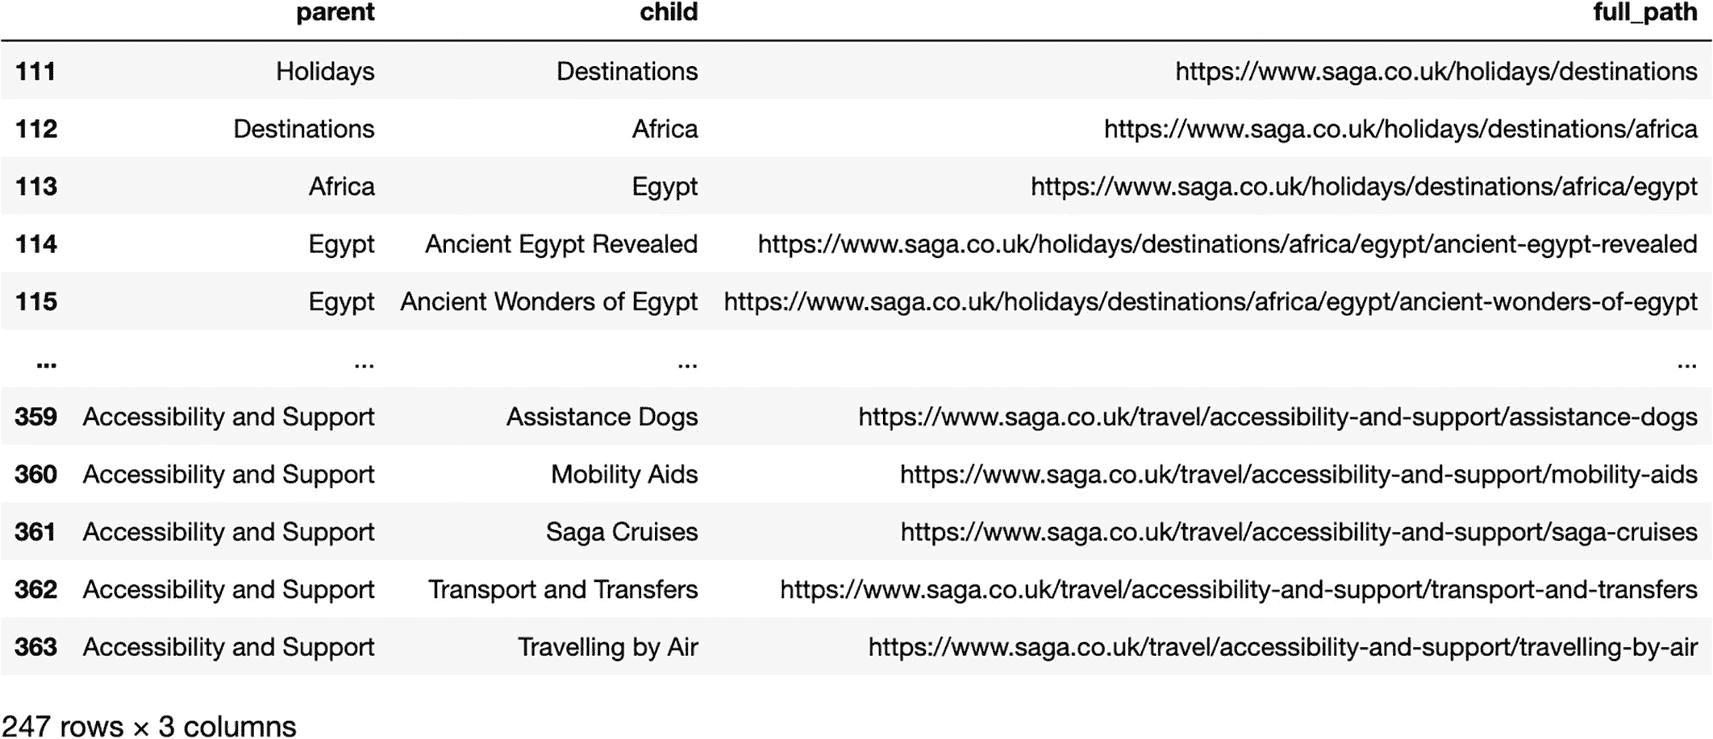 parent child full_path
111 Holidays Destinations https://www.saga.co.uk/holidays/destinations
112 Destinations Africa https://www.saga.co.uk/holidays/destinations/africa
113 Africa Egypt https://www.saga.co.uk/holidays/destinations/africa/egypt
114 Egypt Ancient Egypt Revealed https://www.saga.co.uk/holidays/destinations/africa/egypt/ancient-egypt-revealed
115 Egypt Ancient Wonders of Egypt https://www.saga.co.uk/holidays/destinations/africa/egypt/ancient-wonders-of-egypt
... ... ... ...
359 Accessibility and Support Assistance Dogs https://www.saga.co.uk/travel/accessibility-and-support/assistance-dogs
360 Accessibility and Support Mobility Aids https://www.saga.co.uk/travel/accessibility-and-support/mobility-aids
361 Accessibility and Support Saga Cruises https://www.saga.co.uk/travel/accessibility-and-support/saga-cruises
362 Accessibility and Support Transport and Transfers https://www.saga.co.uk/travel/accessibility-and-support/transport-and-transfers
363 Accessibility and Support Travelling by Air https://www.saga.co.uk/travel/accessibility-and-support/travelling-by-air
247 rows × 3 columns